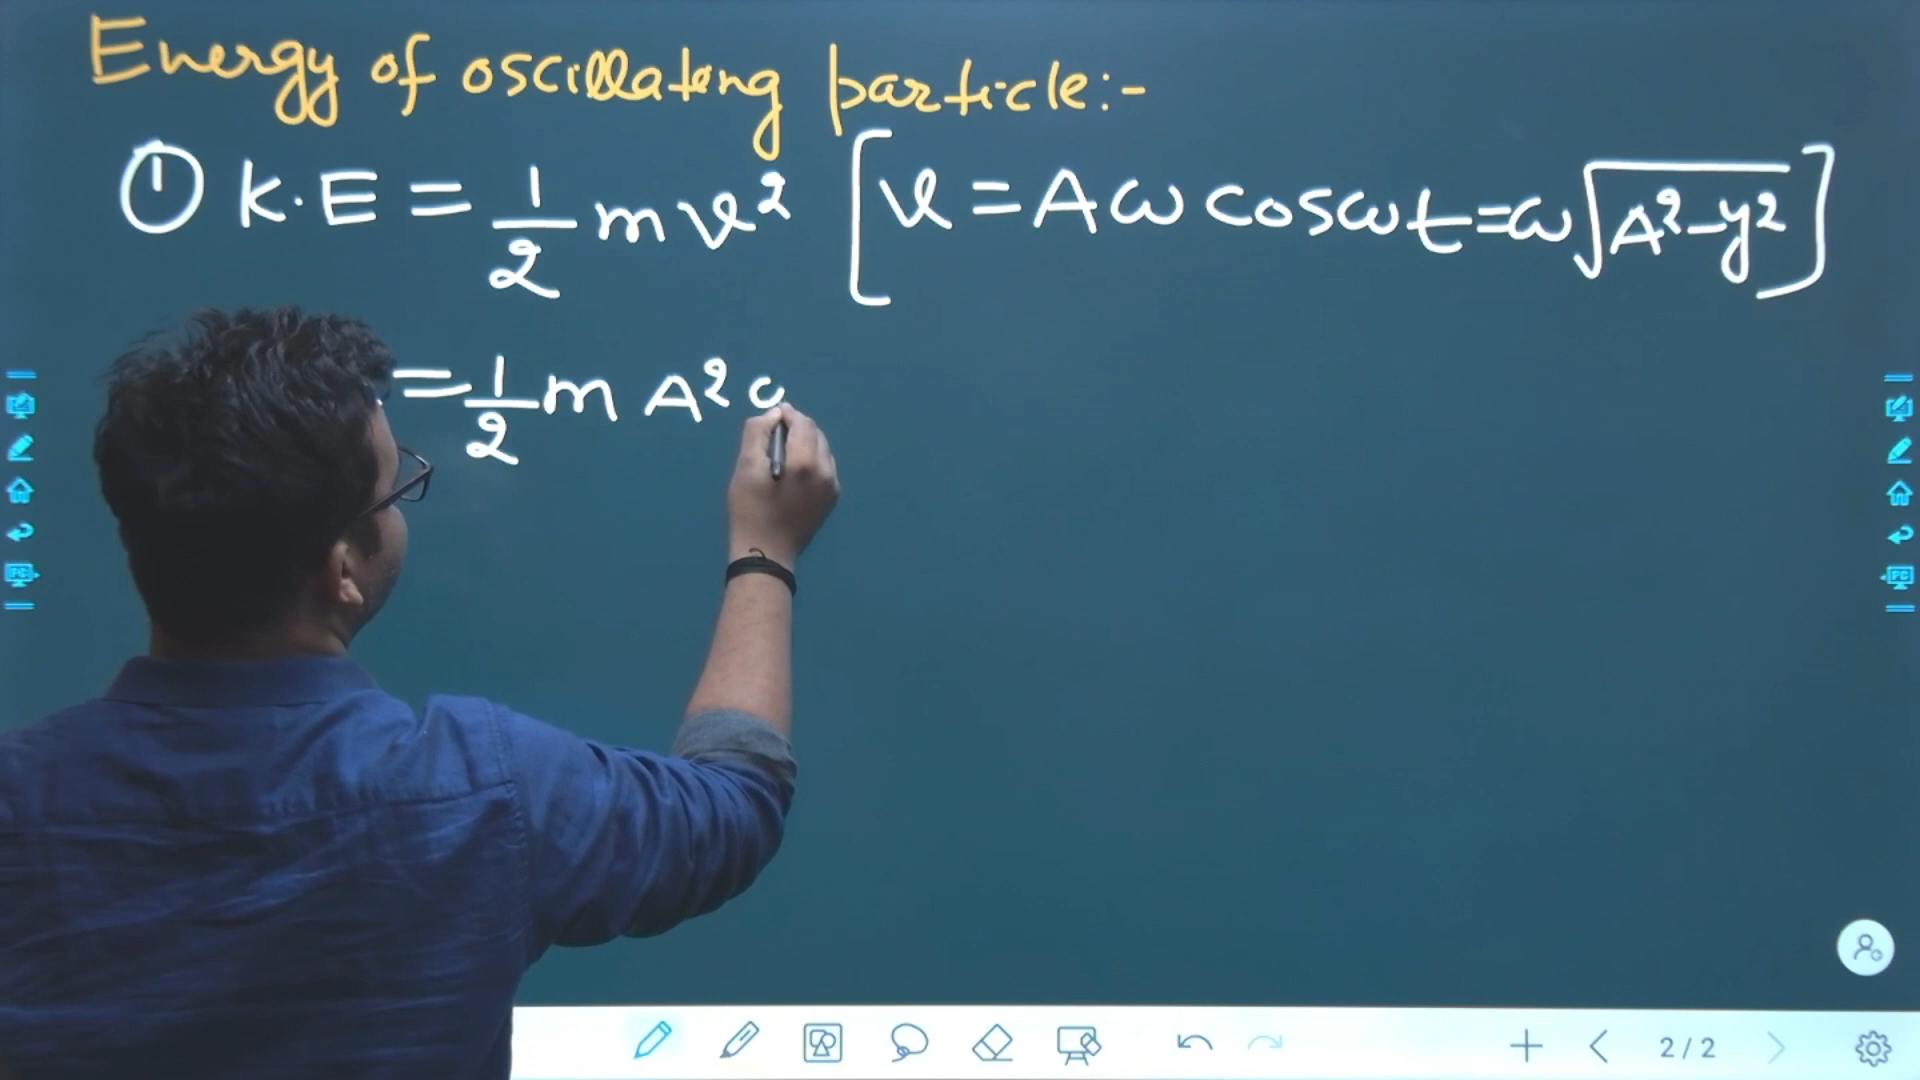 Energy of oscillating particle:-
① K.E = 1/2 mv² [v = Aω cosωt = ω√(A²-y²)]
= 1/2 m A²
2/2